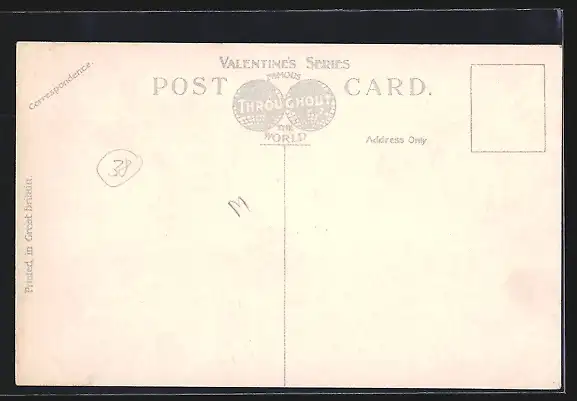 VALENTINE'S SERIES
FAMOUS
POST CARD.
THROUGHOUT
THE
WORLD
Correspondence.
Address Only
38
M
Printed in Great Britain.